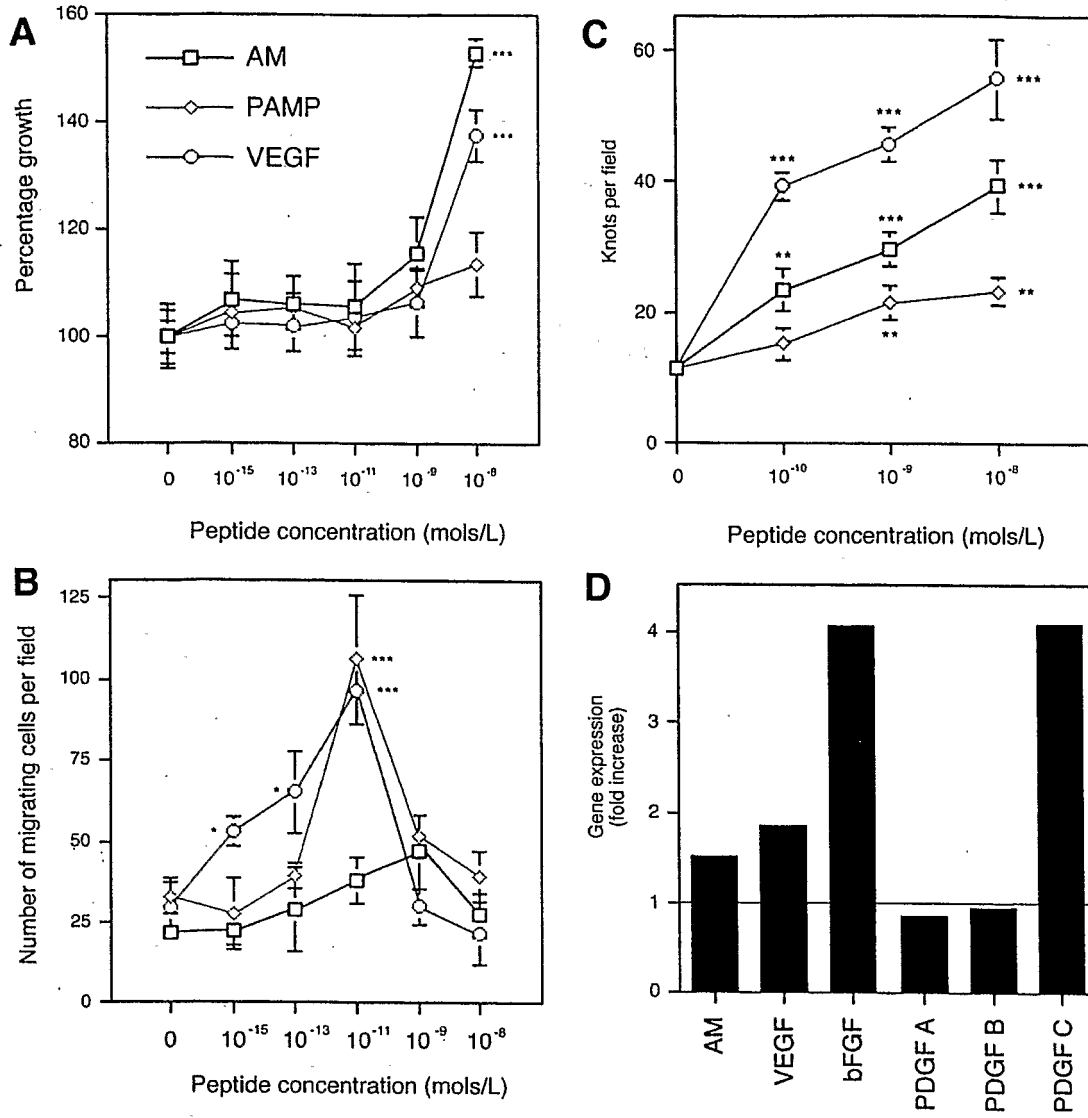 A
160
140
120
100
80
Percentage growth
AM
PAMP
VEGF
***
***
0 10-15 10-13 10-11 10-9 10-8
Peptide concentration (mols/L)
B
125
100
75
50
25
0
Number of migrating cells per field
***
***
*
*
0 10-15 10-13 10-11 10-9 10-8
Peptide concentration (mols/L)
C
60
40
20
0
Knots per field
***
***
***
**
***
***
**
**
0 10-10 10-9 10-8
Peptide concentration (mols/L)
D
4
3
2
1
0
Gene expression
(fold increase)
AM
VEGF
bFGF
PDGF A
PDGF B
PDGF C